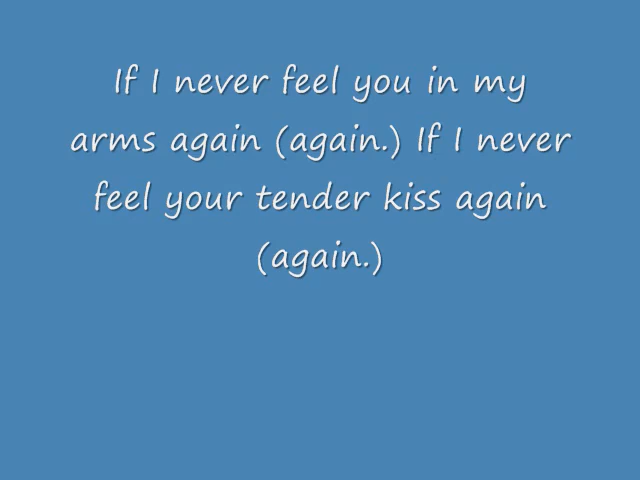 If I never feel you in my
arms again (again.) If I never
feel your tender kiss again
(again.)